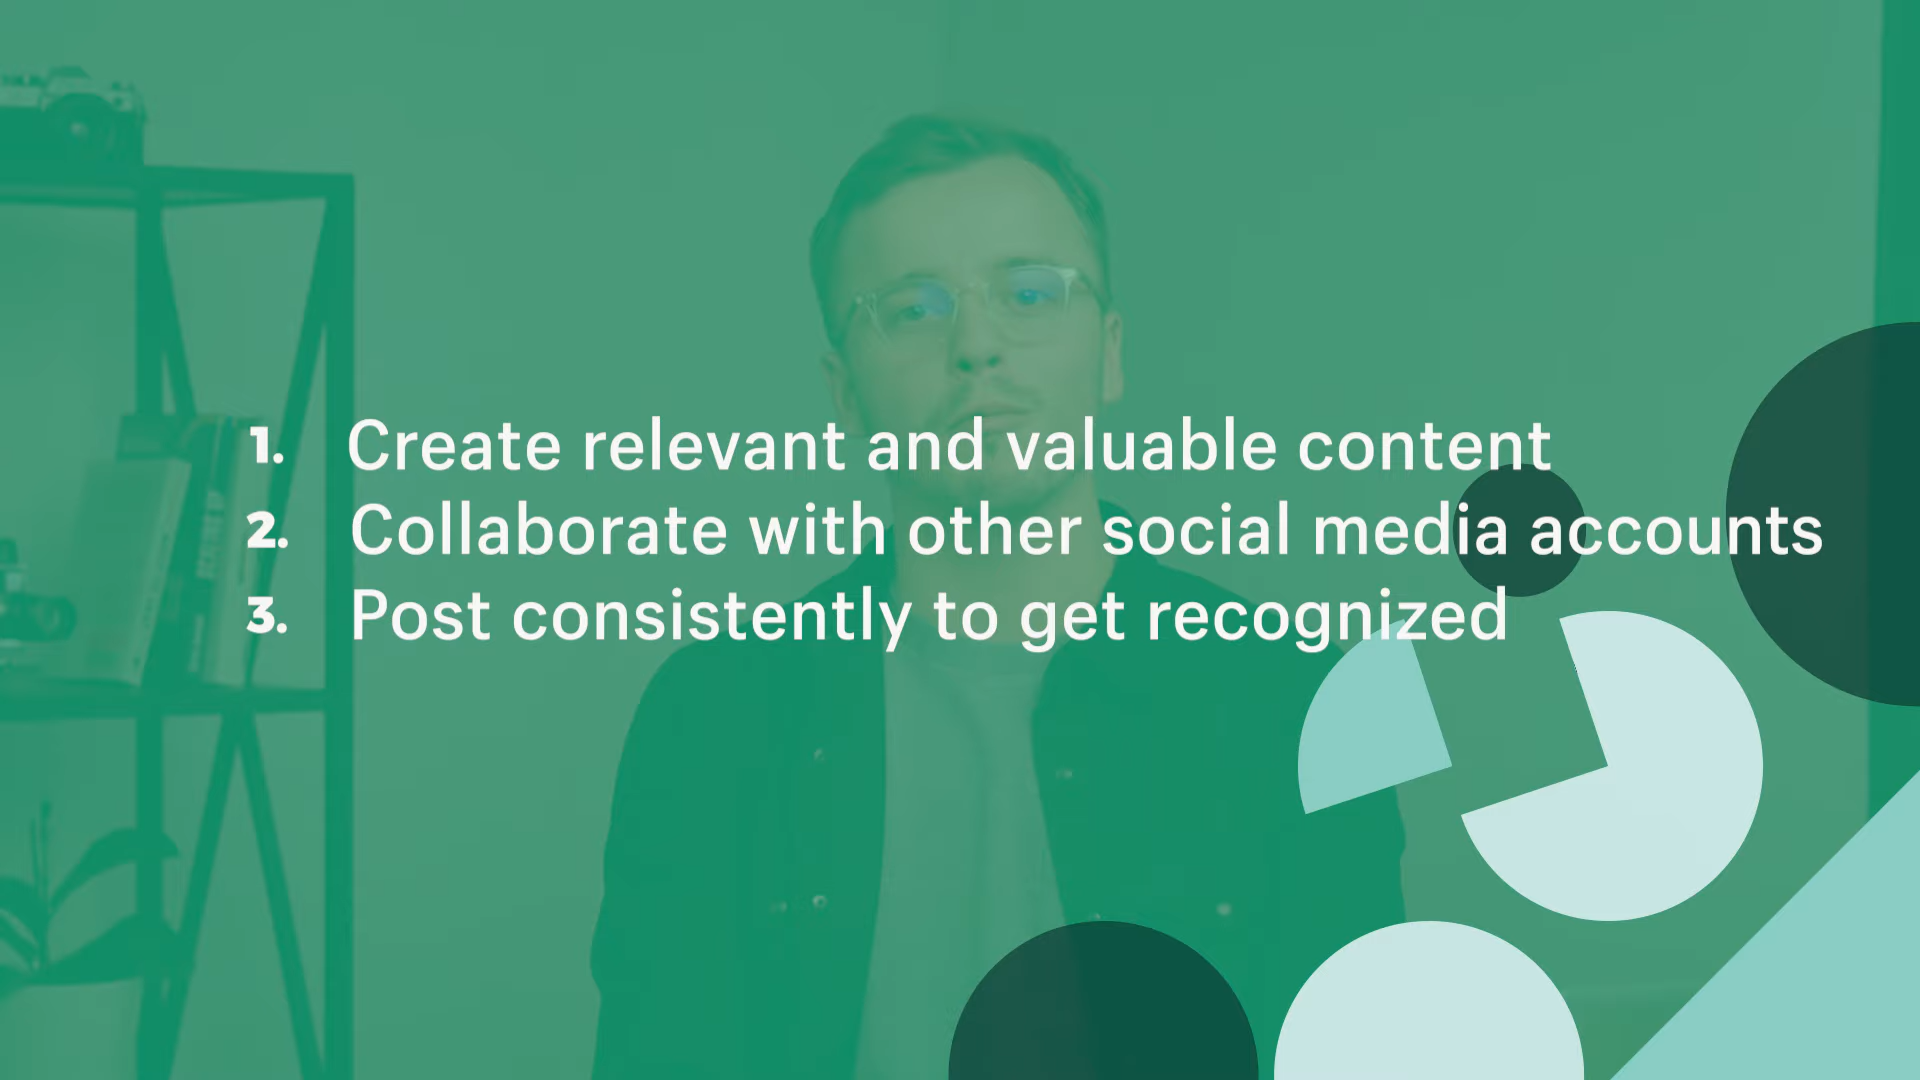 1. Create relevant and valuable content
2. Collaborate with other social media accounts
3. Post consistently to get recognized